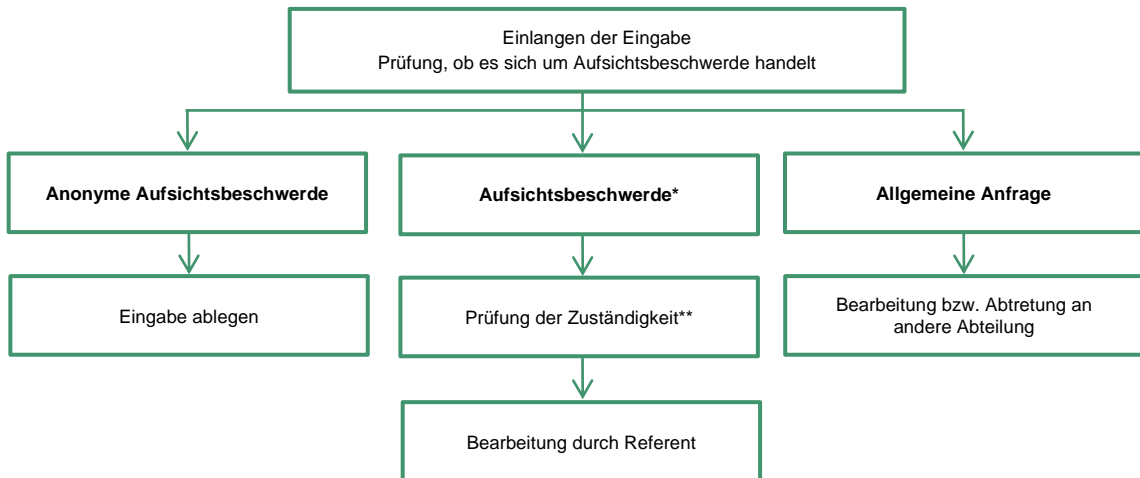 Einlangen der Eingabe
Prüfung, ob es sich um Aufsichtsbeschwerde handelt
Anonyme Aufsichtsbeschwerde
Aufsichtsbeschwerde*
Allgemeine Anfrage
Eingabe ablegen
Prüfung der Zuständigkeit**
Bearbeitung bzw. Abtretung an
andere Abteilung
Bearbeitung durch Referent